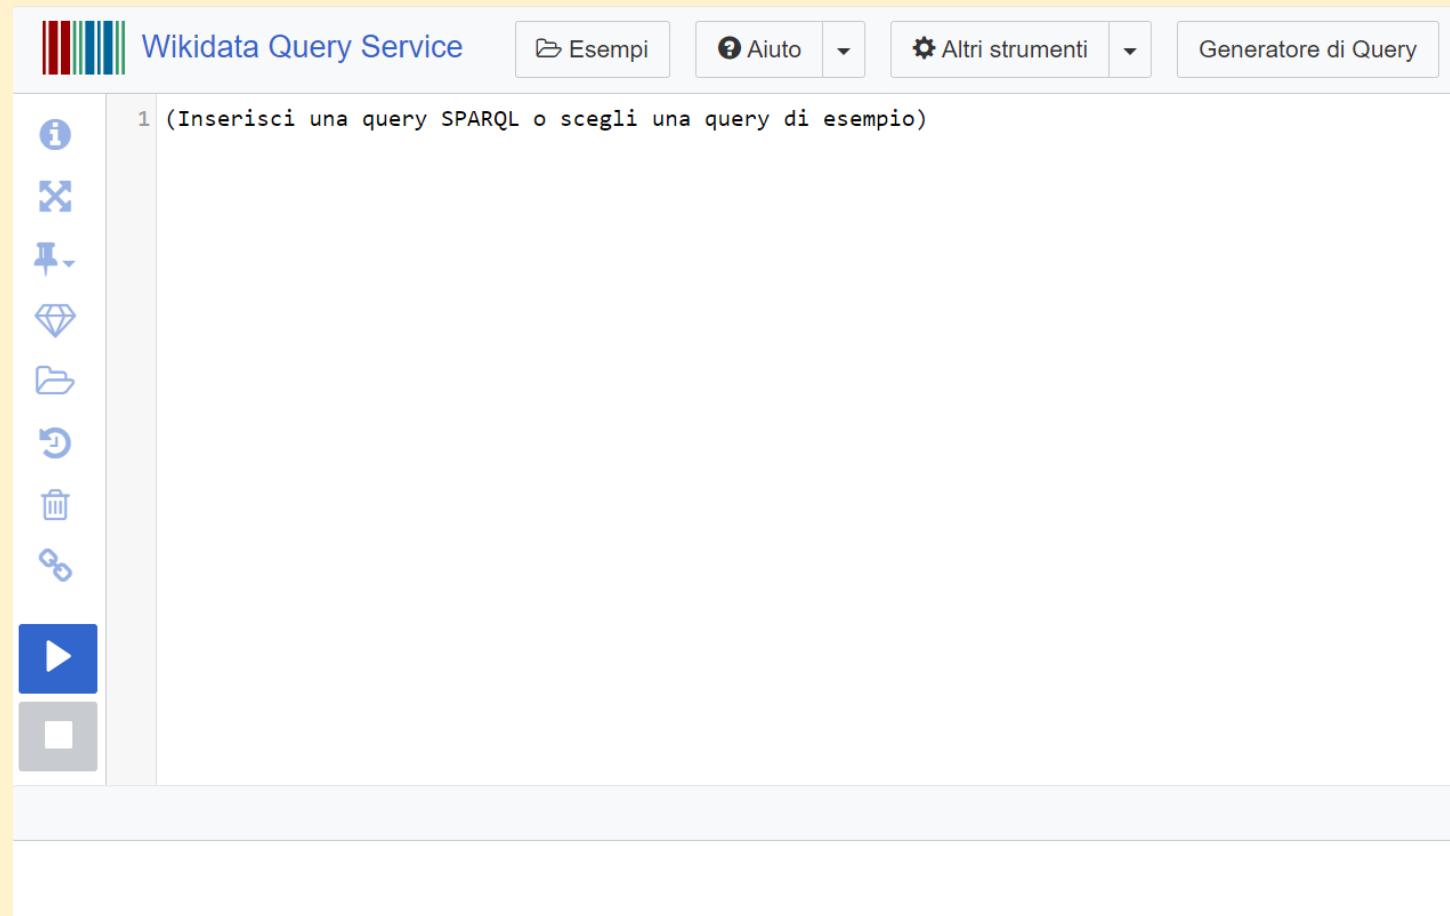 Wikidata Query Service
Esempi
Aiuto
Altri strumenti
Generatore di Query
1 (Inserisci una query SPARQL o scegli una query di esempio)